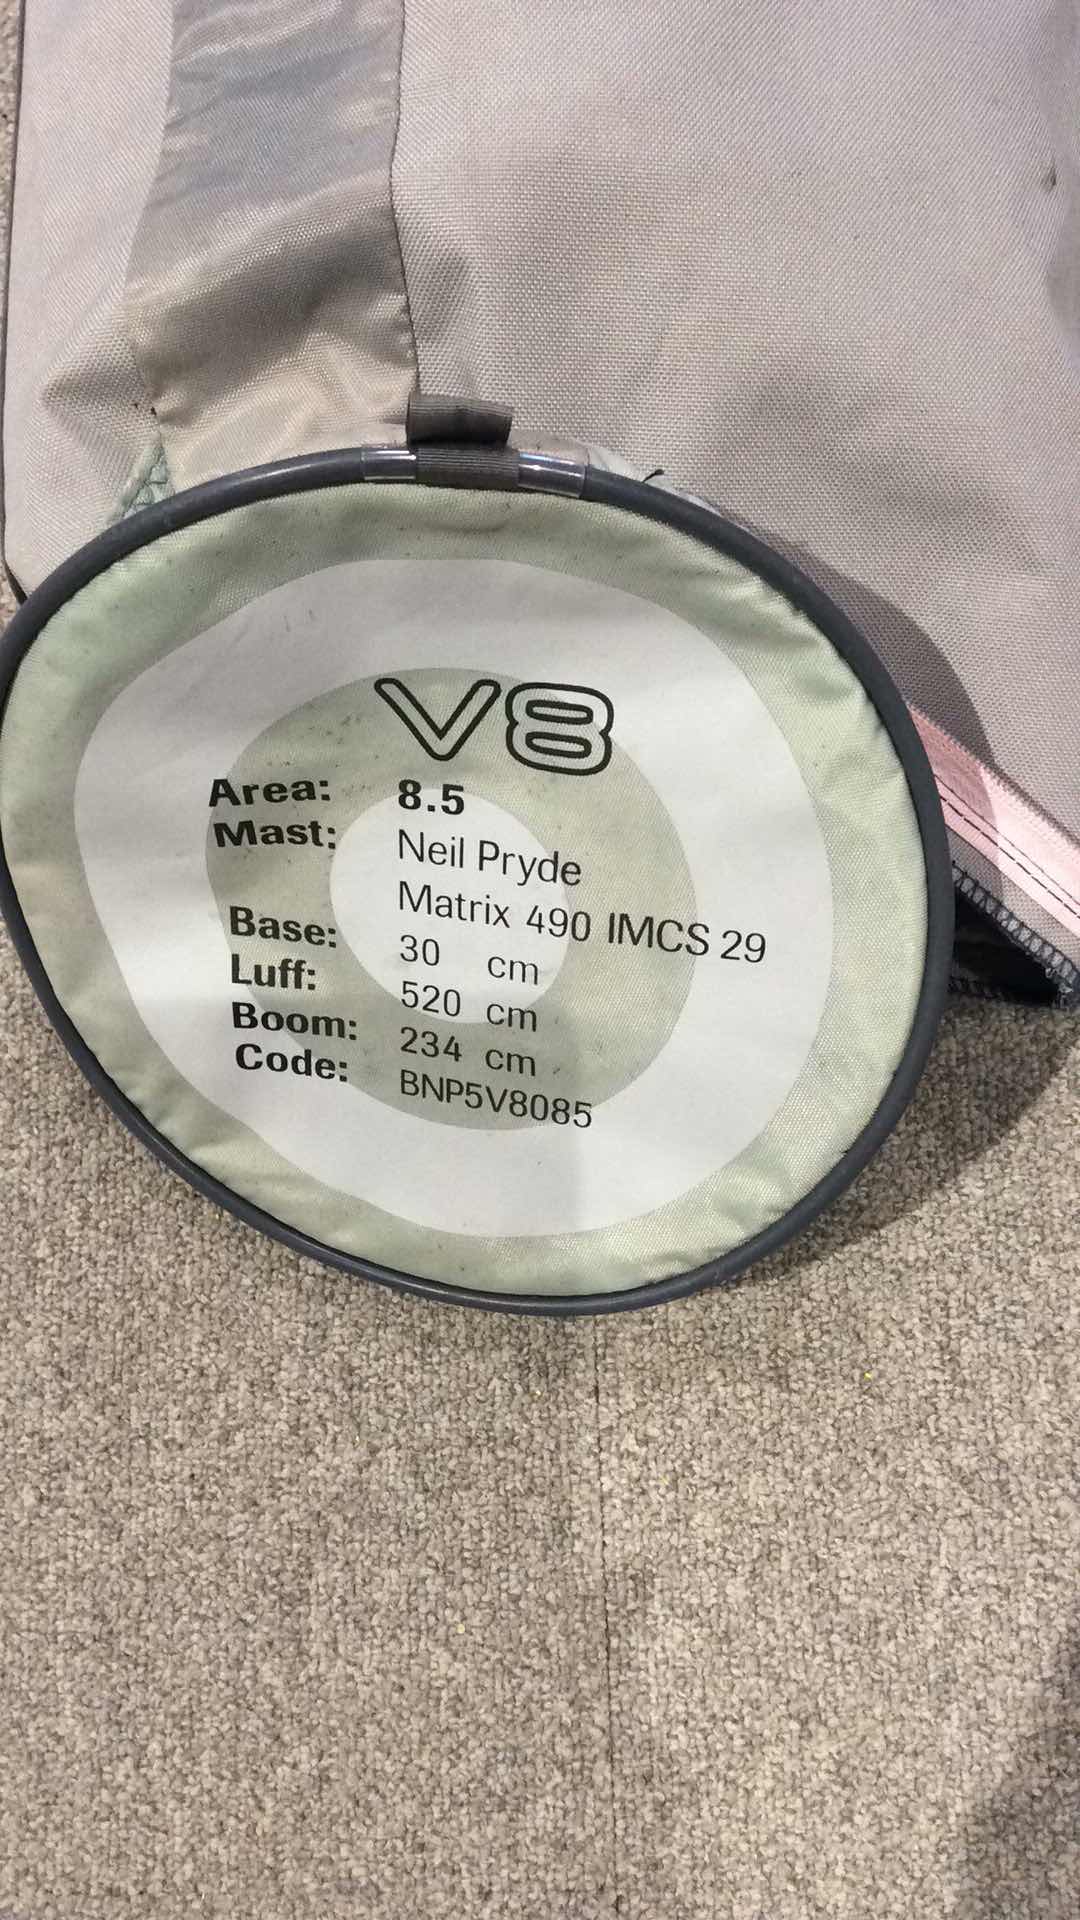 V8
Area: 8.5
Mast: Neil Pryde
Matrix 490 IMCS 29
Base: 30 cm
Luff: 520 cm
Boom: 234 cm
Code: BNP5V8085